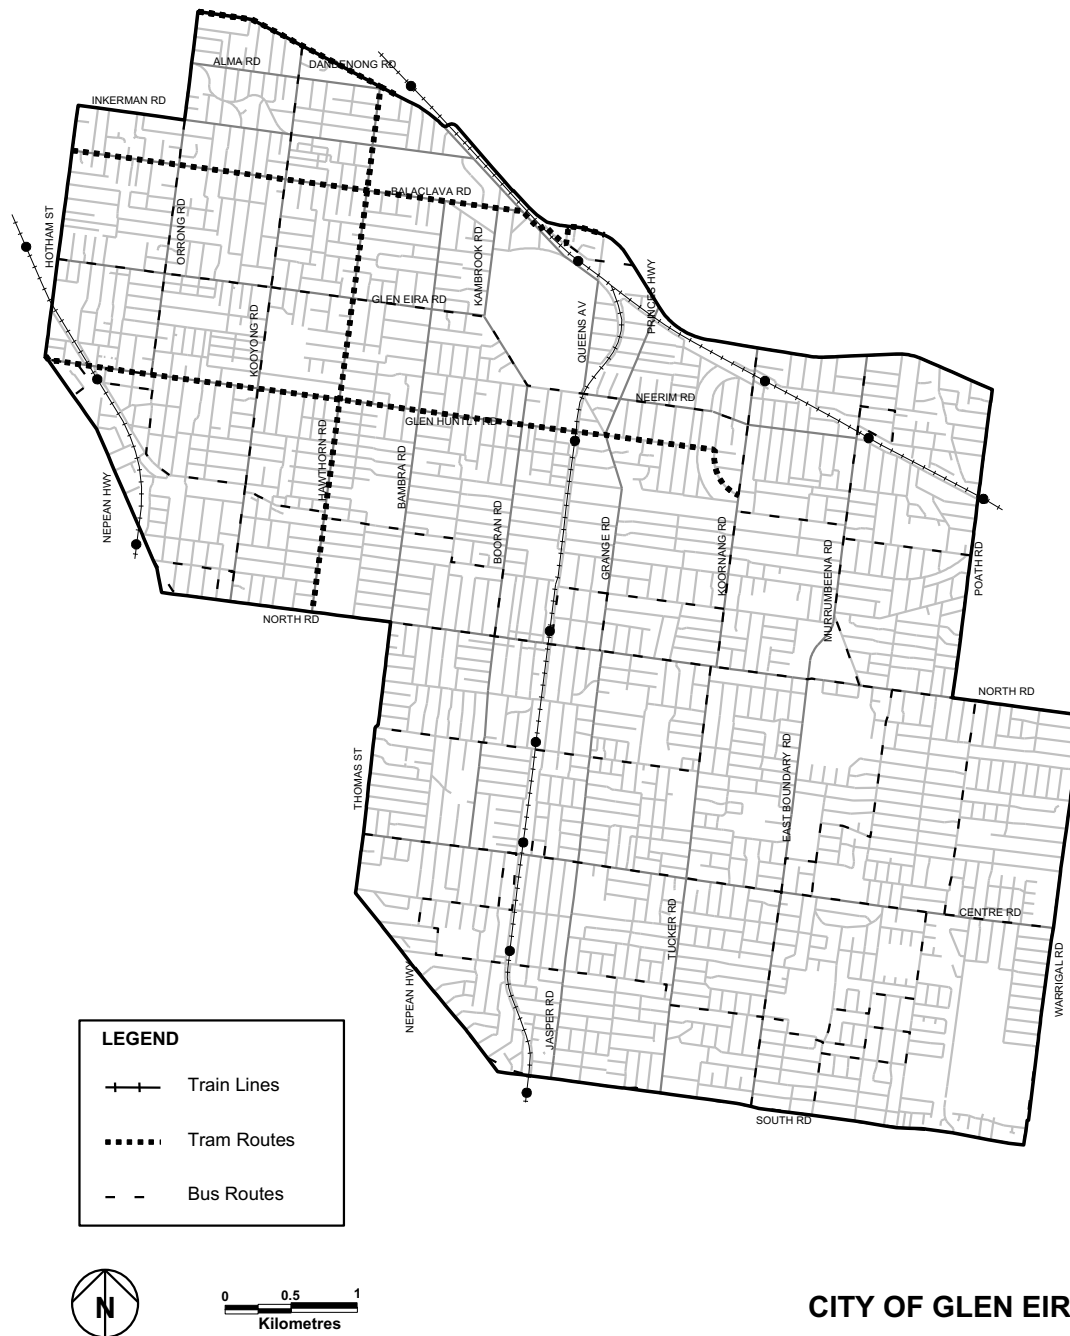 ALMA RD
DANDENONG RD
INKERMAN RD
BALACLAVA RD
HOTHAM ST
ORRONG RD
KAMBROOK RD
GLEN EIRA RD
KOOYONG RD
QUEENS AV
PRINCES HWY
NEERIM RD
GLEN HUNTLY RD
HAWTHORN RD
BAMBRA RD
NEPEAN HWY
BOORAN RD
GRANGE RD
KOORNANG RD
MURRUMBEENA RD
POATH RD
NORTH RD
NORTH RD
THOMAS ST
EAST BOUNDARY RD
CENTRE RD
TUCKER RD
NEPEAN HWY
JASPER RD
WARRIGAL RD
SOUTH RD
LEGEND
Train Lines
Tram Routes
Bus Routes
N
0 0.5 1
Kilometres
CITY OF GLEN EIR